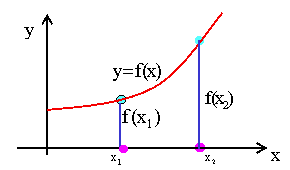 y
y=f(x)
f(x₁)
f(x₂)
x₁
x₂
x